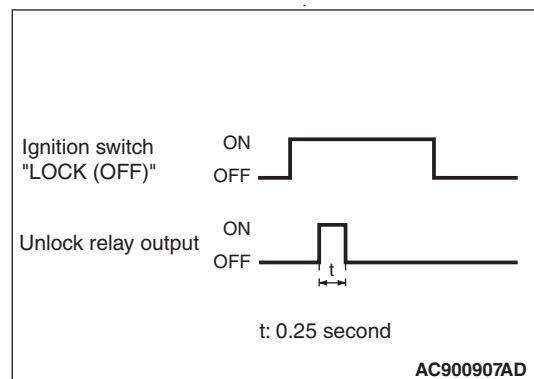 Ignition switch ON
"LOCK (OFF)" OFF
Unlock relay output ON
OFF
t
t: 0.25 second
AC900907AD